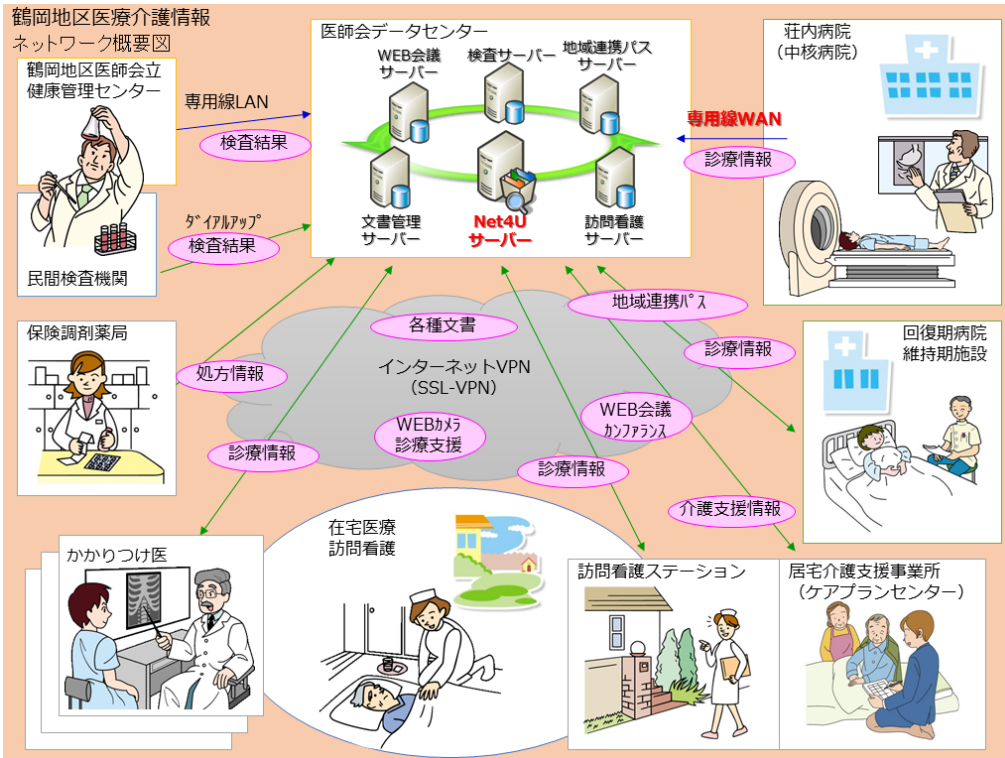 鶴岡地区医療介護情報
ネットワーク概要図
鶴岡地区医師会立
健康管理センター
専用線LAN
検査結果
ﾀﾞｲｱﾙｱｯﾌﾟ
検査結果
民間検査機関
医師会データセンター
WEB会議
サーバー
検査サーバー
地域連携パス
サーバー
文書管理
サーバー
Net4U
サーバー
訪問看護
サーバー
専用線WAN
診療情報
荘内病院
（中核病院）
保険調剤薬局
処方情報
各種文書
インターネットVPN
（SSL-VPN）
WEBｶﾒﾗ
診療支援
地域連携ﾊﾟｽ
診療情報
WEB会議
ｶﾝﾌｧﾗﾝｽ
回復期病院
維持期施設
診療情報
診療情報
介護支援情報
かかりつけ医
在宅医療
訪問看護
訪問看護ステーション
居宅介護支援事業所
（ケアプランセンター）